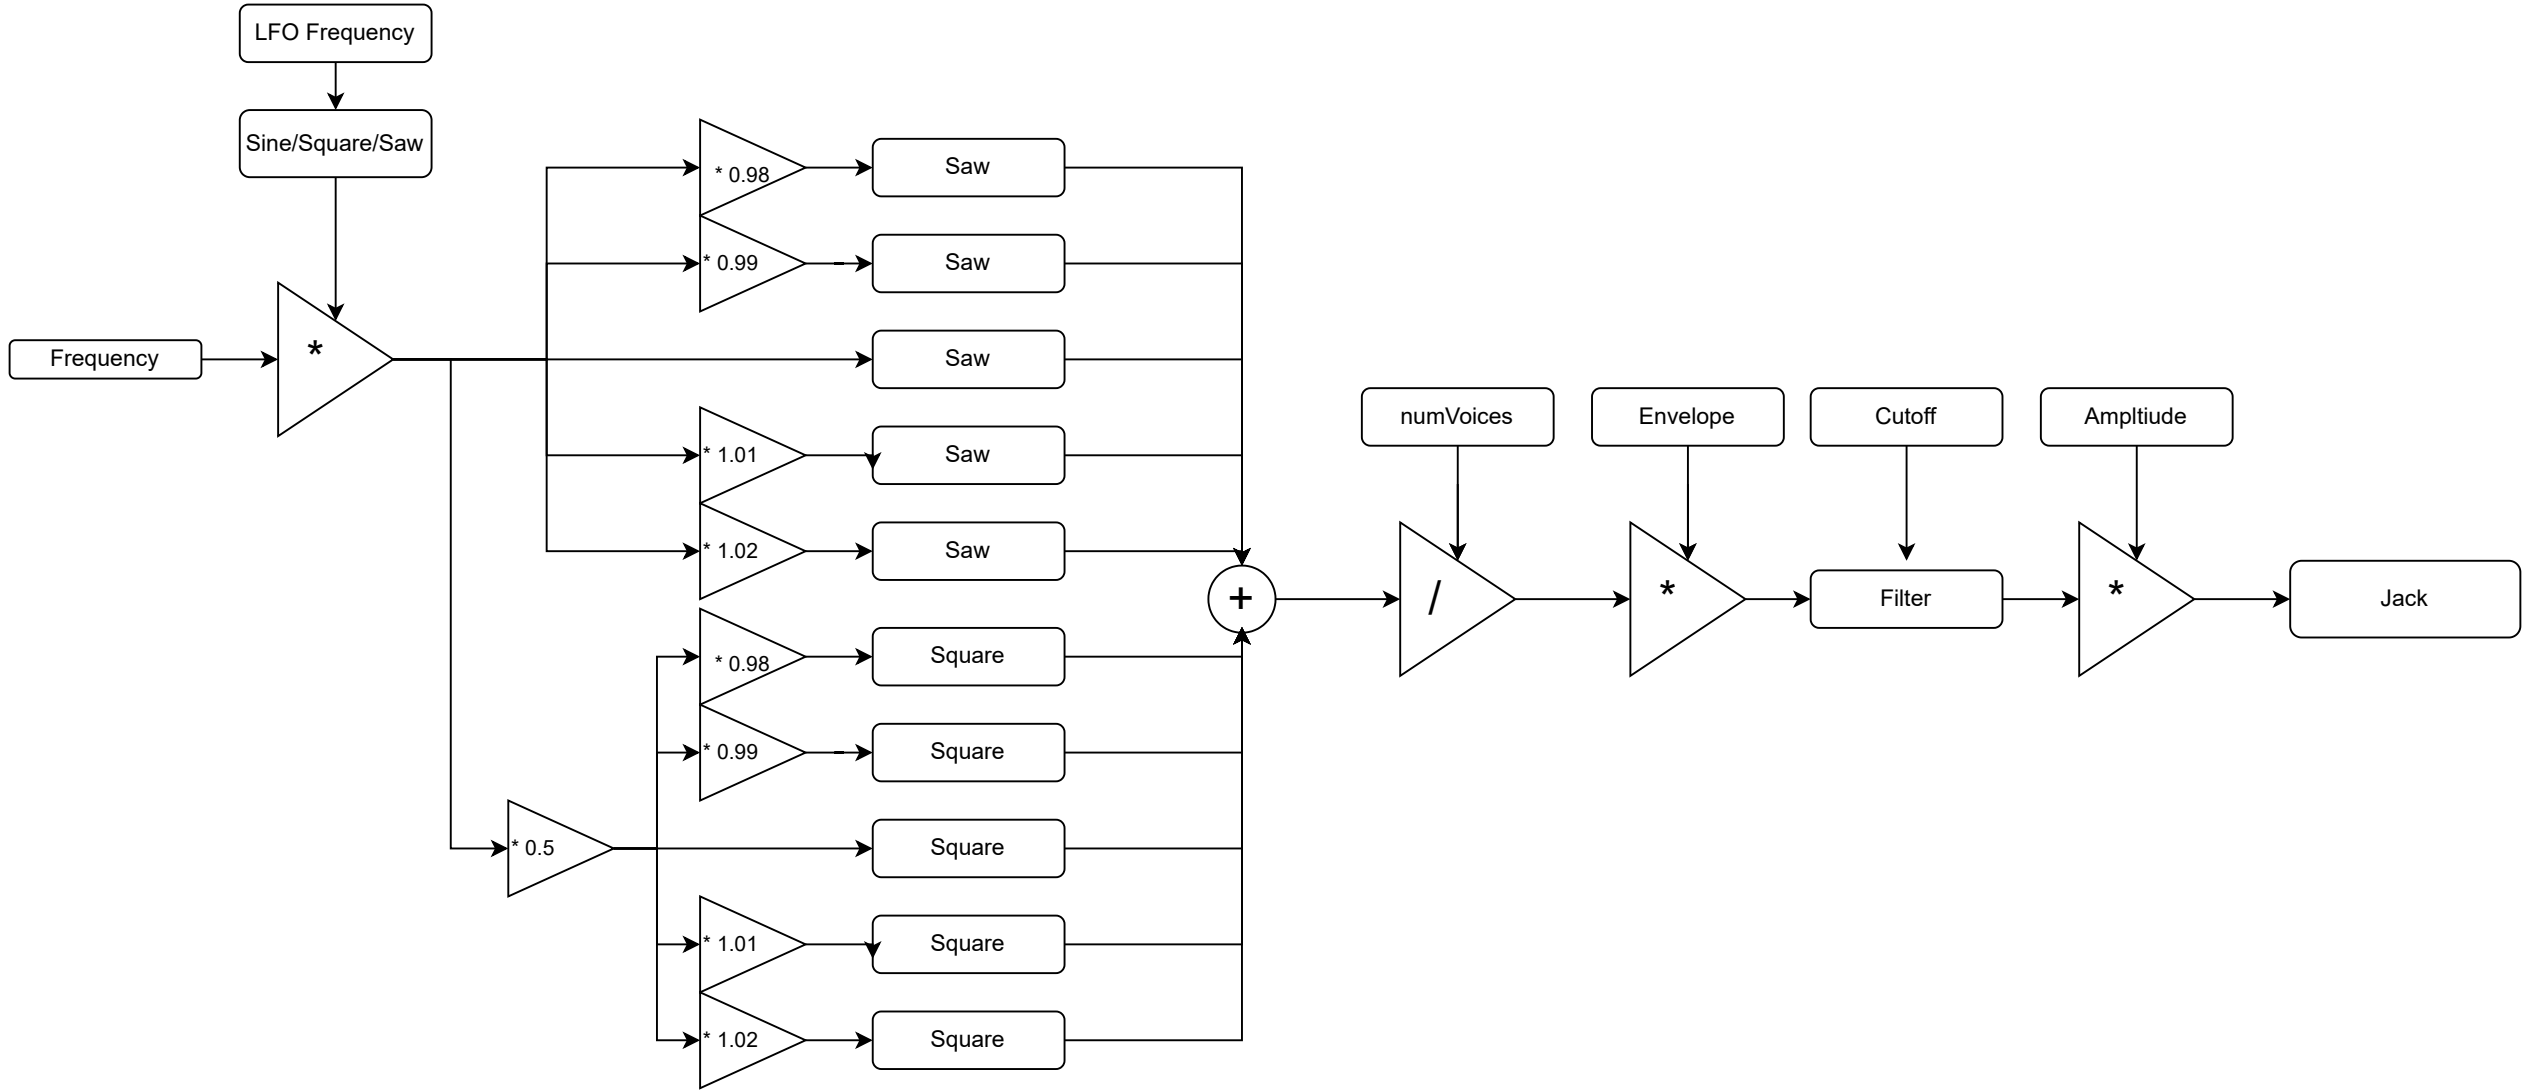 LFO Frequency
Sine/Square/Saw
Frequency
*
* 0.98
Saw
* 0.99
Saw
Saw
* 1.01
Saw
* 1.02
Saw
* 0.5
* 0.98
Square
* 0.99
Square
Square
* 1.01
Square
* 1.02
Square
+
numVoices
/
Envelope
*
Cutoff
Filter
Ampltiude
*
Jack